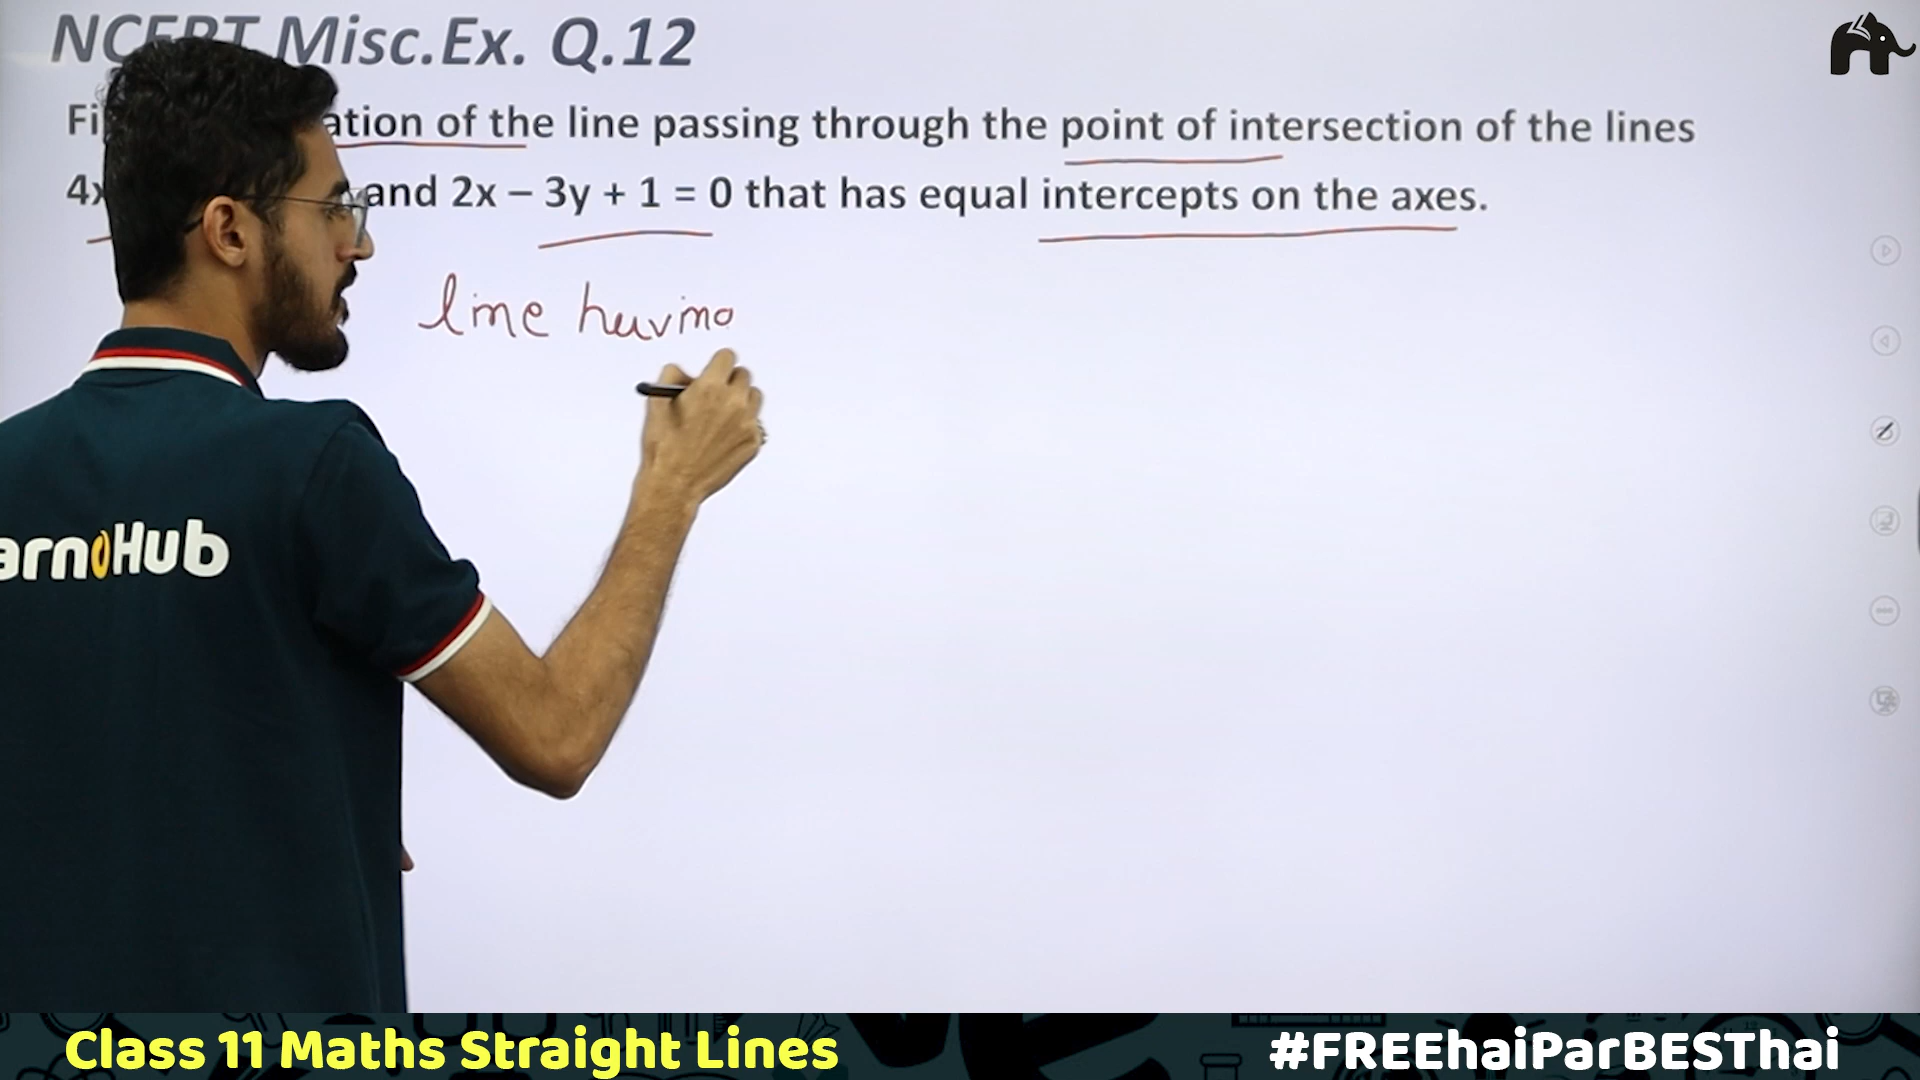 NCERT Misc.Ex. Q.12
ation of the line passing through the point of intersection of the lines
and 2x – 3y + 1 = 0 that has equal intercepts on the axes.
line having
arnoHub
Class 11 Maths Straight Lines
#FREEhaiParBESThai